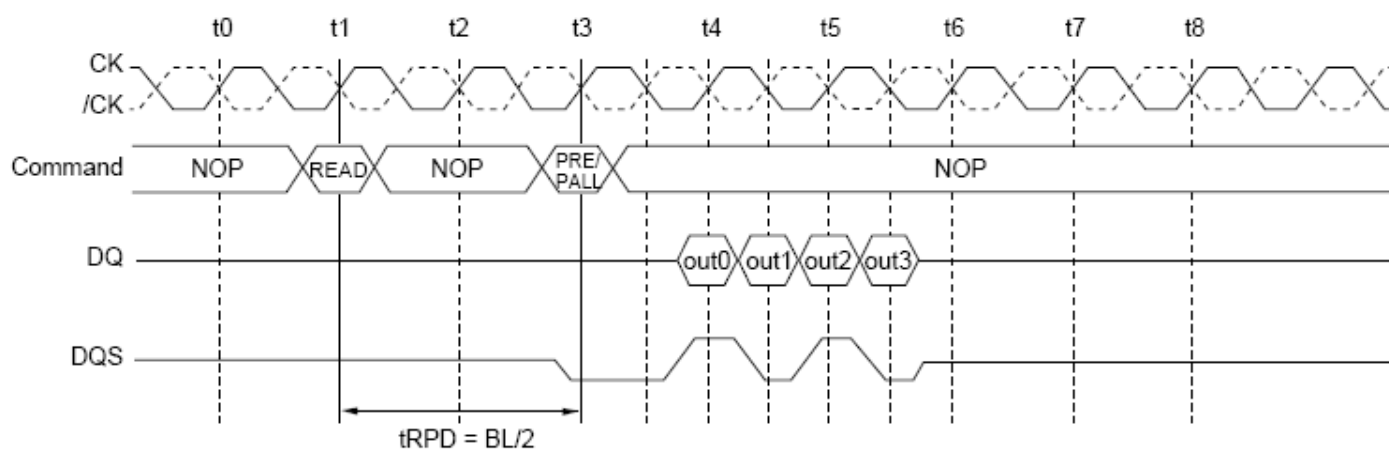 t0 t1 t2 t3 t4 t5 t6 t7 t8
CK
/CK
Command NOP READ NOP PRE/ PALL NOP
DQ out0 out1 out2 out3
DQS
tRPD = BL/2